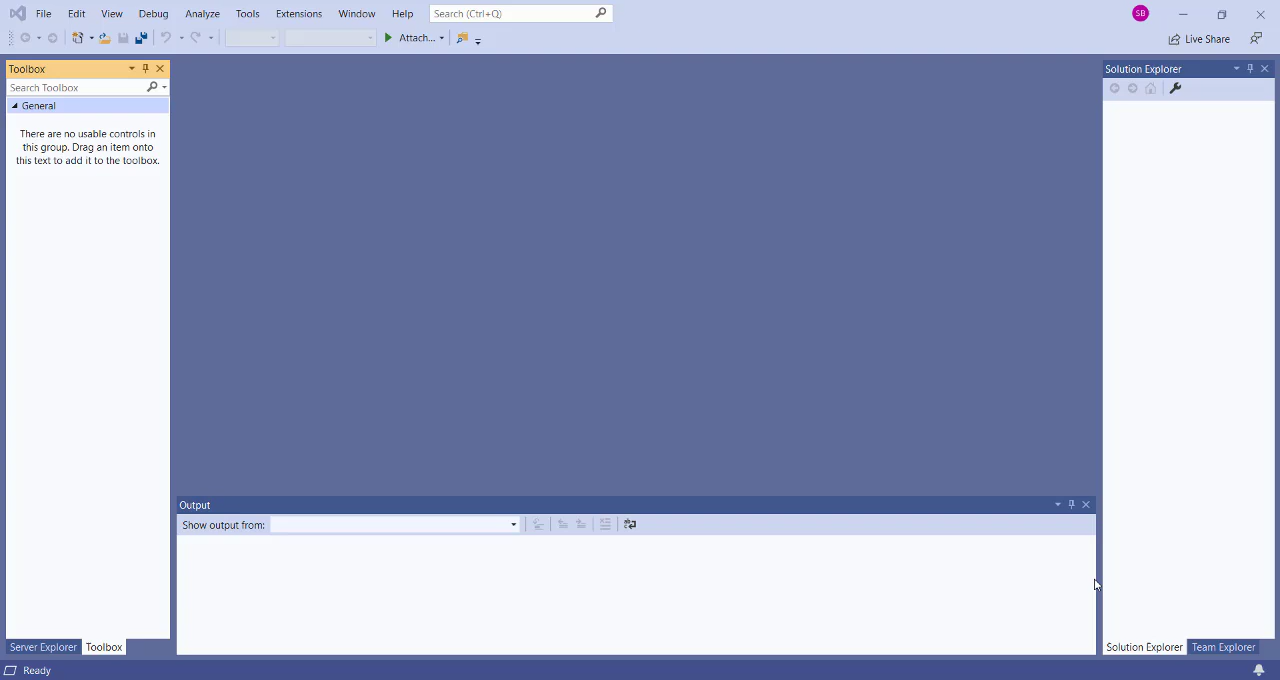 File Edit View Debug Analyze Tools Extensions Window Help Search (Ctrl+Q) SB
Attach... Live Share
Toolbox
Search Toolbox
General
There are no usable controls in
this group. Drag an item onto
this text to add it to the toolbox.
Server Explorer Toolbox
Output
Show output from:
Solution Explorer
Solution Explorer Team Explorer
Ready